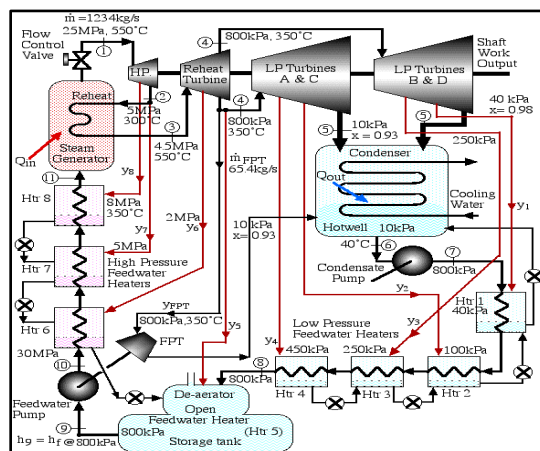 ṁ=1234kg/s
25MPa, 550°C
Flow
Control
Valve
1
HP.
4
800kPa, 350°C
Reheat
Turbine
LP Turbines
A & C
LP Turbines
B & D
Shaft
Work
Output
Reheat
2
5MPa
300°C
3
4.5MPa
550°C
Qin
Steam
Generator
4
800kPa
350°C
5
10kPa
x = 0.93
5
250kPa
40 kPa
x= 0.98
ṁFPT
65.4kg/s
Condenser
Qout
Cooling
Water
Hotwell 10kPa
11
y8
Htr 8
8MPa
350°C
y7
2MPa
y6
10 kPa
x= 0.93
y1
5MPa
Htr 7
High Pressure
Feedwater
Heaters
40°C
6
7
800kPa
Condensate
Pump
y2
Htr 1
40kPa
Htr 6
yFPT
800kPa, 350°C
y5
y4
Low Pressure
Feedwater Heaters
y3
30MPa
10
FPT
8
800kPa
450kPa
250kPa
100kPa
Htr 4
Htr 3
Htr 2
Feedwater
Pump
De-aerator
Open
Feedwater Heater
(Htr 5)
Storage tank
9
800kPa
h9 = hf @800kPa